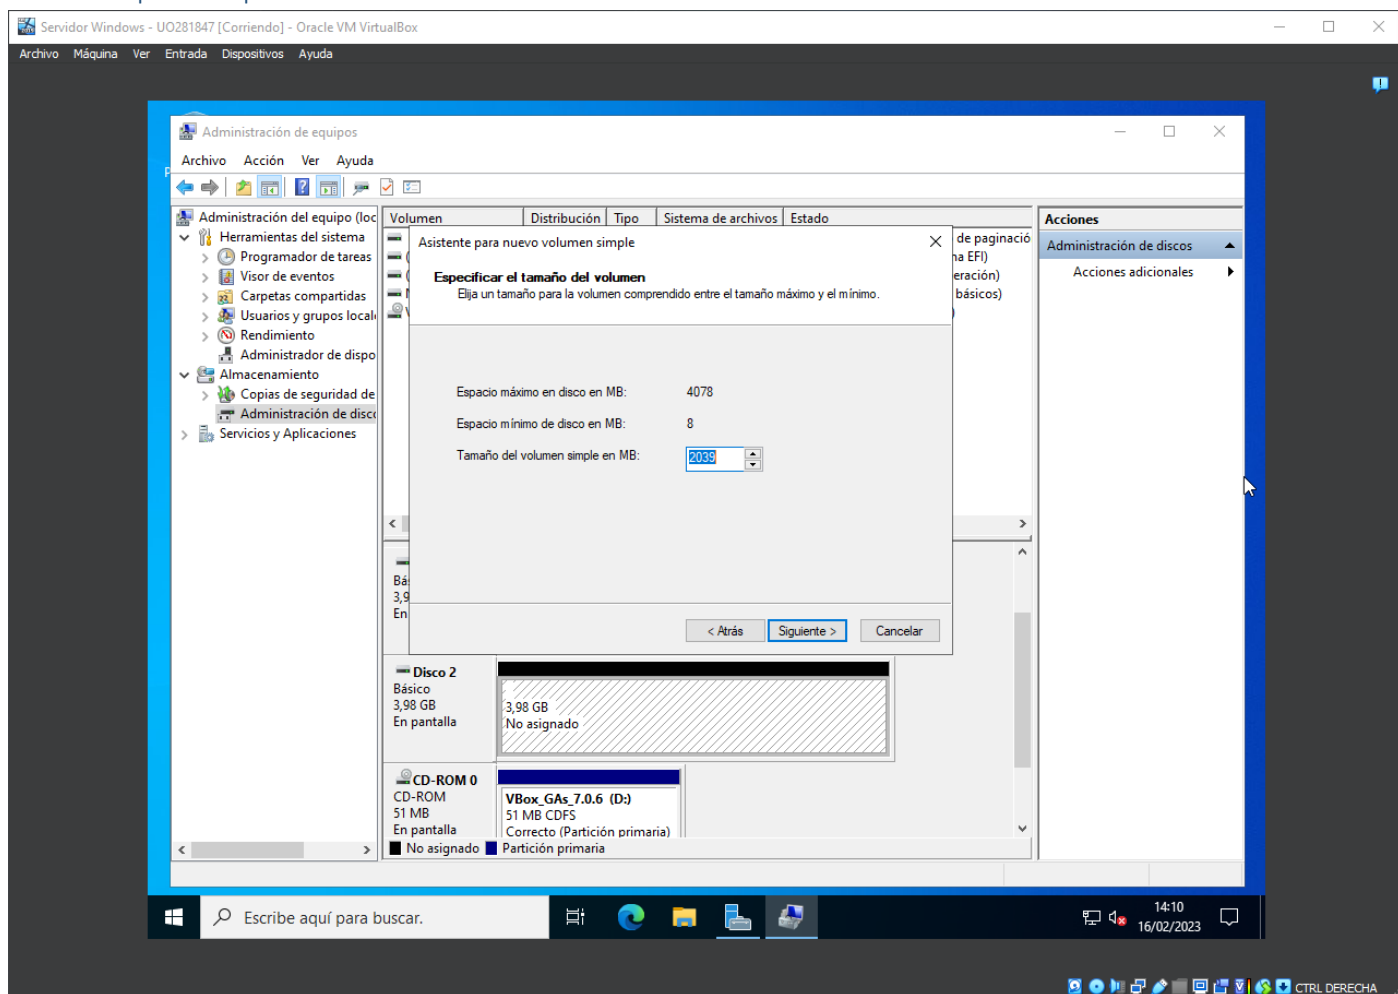 Servidor Windows - UO281847 [Corriendo] - Oracle VM VirtualBox
Archivo Máquina Ver Entrada Dispositivos Ayuda
Administración de equipos
Archivo Acción Ver Ayuda
Administración del equipo (loc
Herramientas del sistema
Programador de tareas
Visor de eventos
Carpetas compartidas
Usuarios y grupos local
Rendimiento
Administrador de dispo
Almacenamiento
Copias de seguridad de
Administración de disco
Servicios y Aplicaciones
Volumen Distribución Tipo Sistema de archivos Estado
de paginació
na EFI)
eración)
básicos)
Asistente para nuevo volumen simple
Especificar el tamaño del volumen
Elija un tamaño para la volumen comprendido entre el tamaño máximo y el mínimo.
Espacio máximo en disco en MB: 4078
Espacio mínimo de disco en MB: 8
Tamaño del volumen simple en MB: 2039
< Atrás Siguiente > Cancelar
Bás
3,9
En
Disco 2
Básico
3,98 GB
En pantalla
3,98 GB
No asignado
CD-ROM 0
CD-ROM
51 MB
En pantalla
VBox_GAs_7.0.6 (D:)
51 MB CDFS
Correcto (Partición primaria)
No asignado Partición primaria
Acciones
Administración de discos
Acciones adicionales
Escribe aquí para buscar.
14:10
16/02/2023
CTRL DERECHA